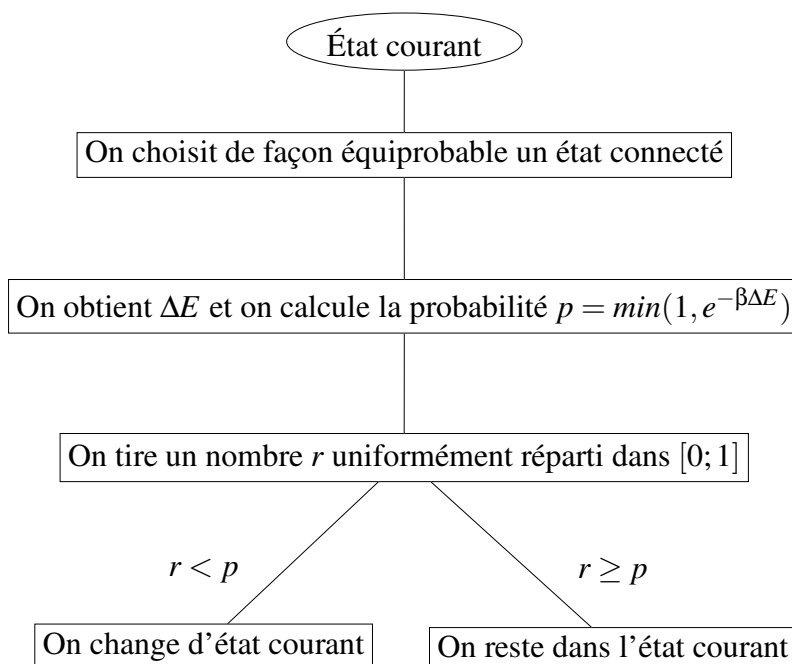 État courant
On choisit de façon équiprobable un état connecté
On obtient ΔE et on calcule la probabilité p = min(1, e^{−βΔE})
On tire un nombre r uniformément réparti dans [0; 1]
r < p
r ≥ p
On change d'état courant
On reste dans l'état courant